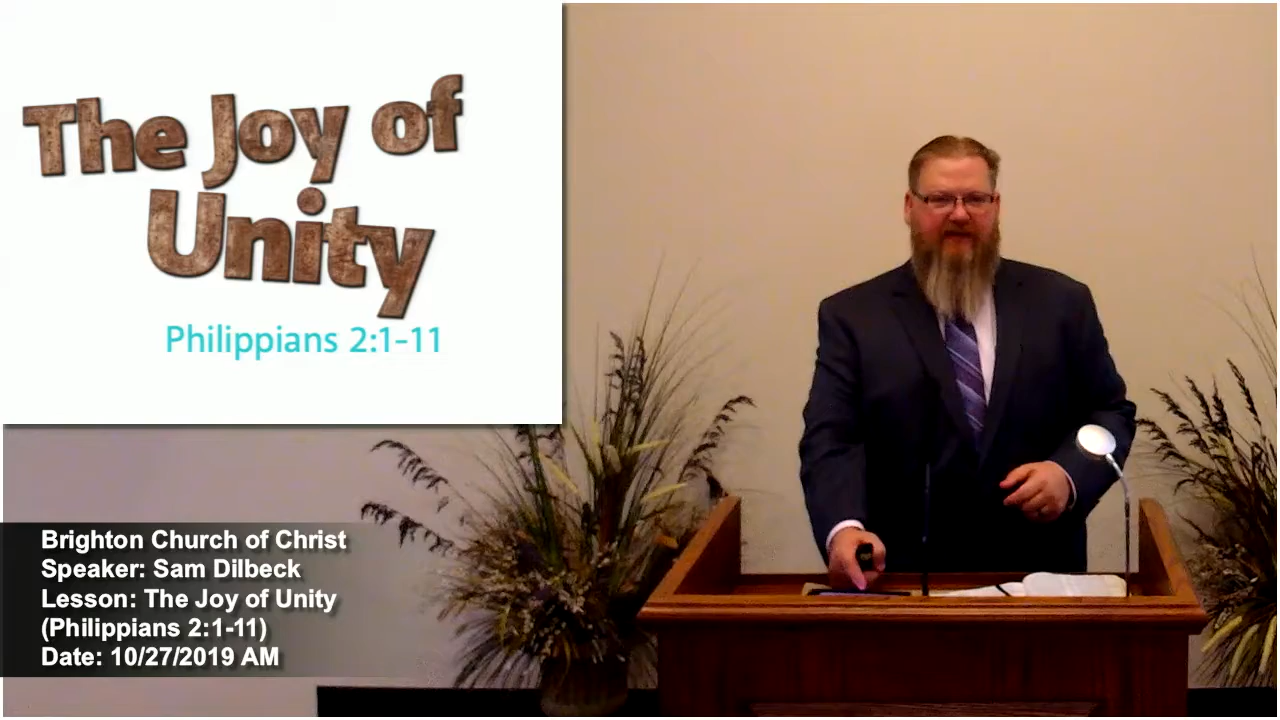 The Joy of
Unity
Philippians 2:1-11
Brighton Church of Christ
Speaker: Sam Dilbeck
Lesson: The Joy of Unity
(Philippians 2:1-11)
Date: 10/27/2019 AM